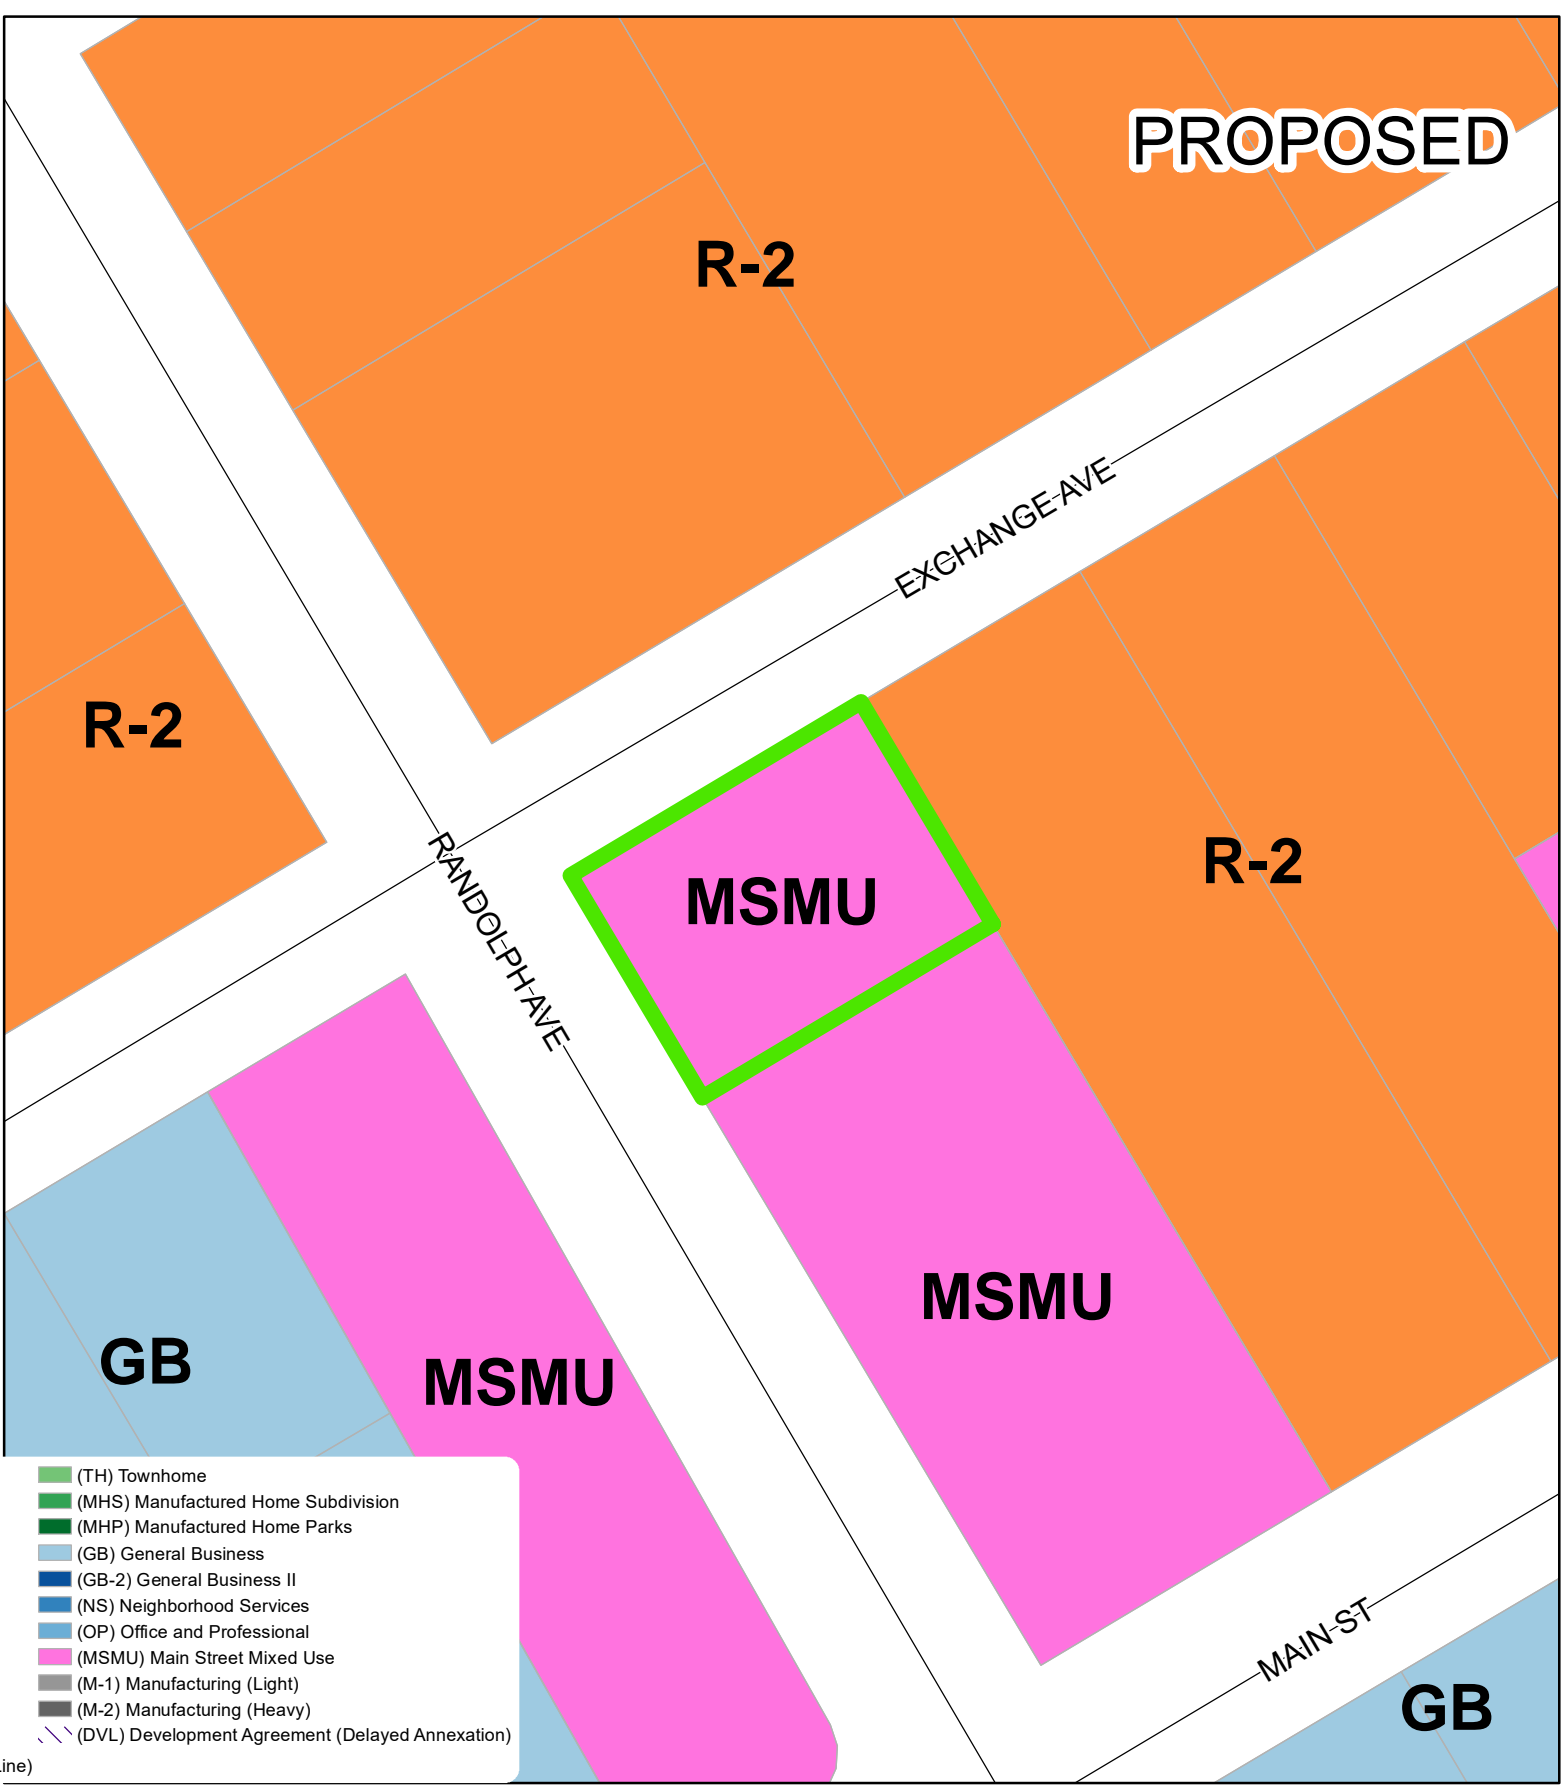 PROPOSED
R-2
EXCHANGE AVE
R-2
RANDOLPH AVE
MSMU
R-2
MSMU
GB
MSMU
MAIN ST
GB
(TH) Townhome
(MHS) Manufactured Home Subdivision
(MHP) Manufactured Home Parks
(GB) General Business
(GB-2) General Business II
(NS) Neighborhood Services
(OP) Office and Professional
(MSMU) Main Street Mixed Use
(M-1) Manufacturing (Light)
(M-2) Manufacturing (Heavy)
(DVL) Development Agreement (Delayed Annexation)
ine)